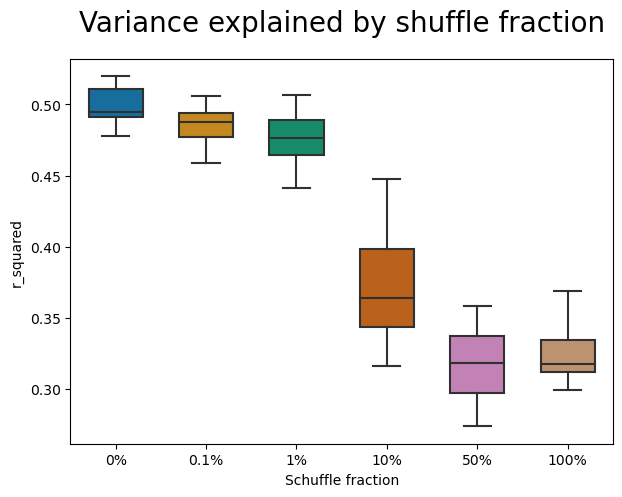 Variance explained by shuffle fraction
0.50
0.45
0.40
0.35
0.30
r_squared
0% 0.1% 1% 10% 50% 100%
Schuffle fraction